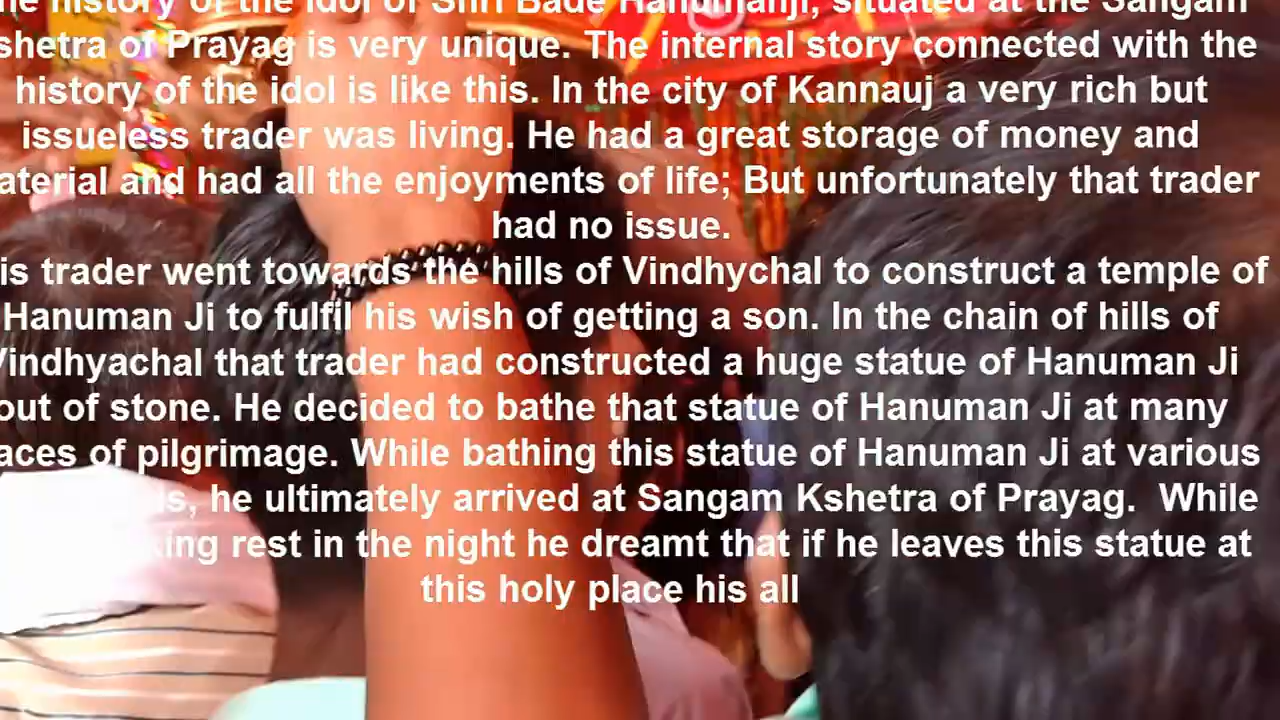 the history of the idol of Shri Bade Hanumanji, situated at the Sangam
shetra of Prayag is very unique. The internal story connected with the
history of the idol is like this. In the city of Kannauj a very rich but
issueless trader was living. He had a great storage of money and
aterial and had all the enjoyments of life; But unfortunately that trader
had no issue.
is trader went towards the hills of Vindhychal to construct a temple of
Hanuman Ji to fulfil his wish of getting a son. In the chain of hills of
Vindhyachal that trader had constructed a huge statue of Hanuman Ji
out of stone. He decided to bathe that statue of Hanuman Ji at many
aces of pilgrimage. While bathing this statue of Hanuman Ji at various
he ultimately arrived at Sangam Kshetra of Prayag. While
rest in the night he dreamt that if he leaves this statue at
this holy place his all